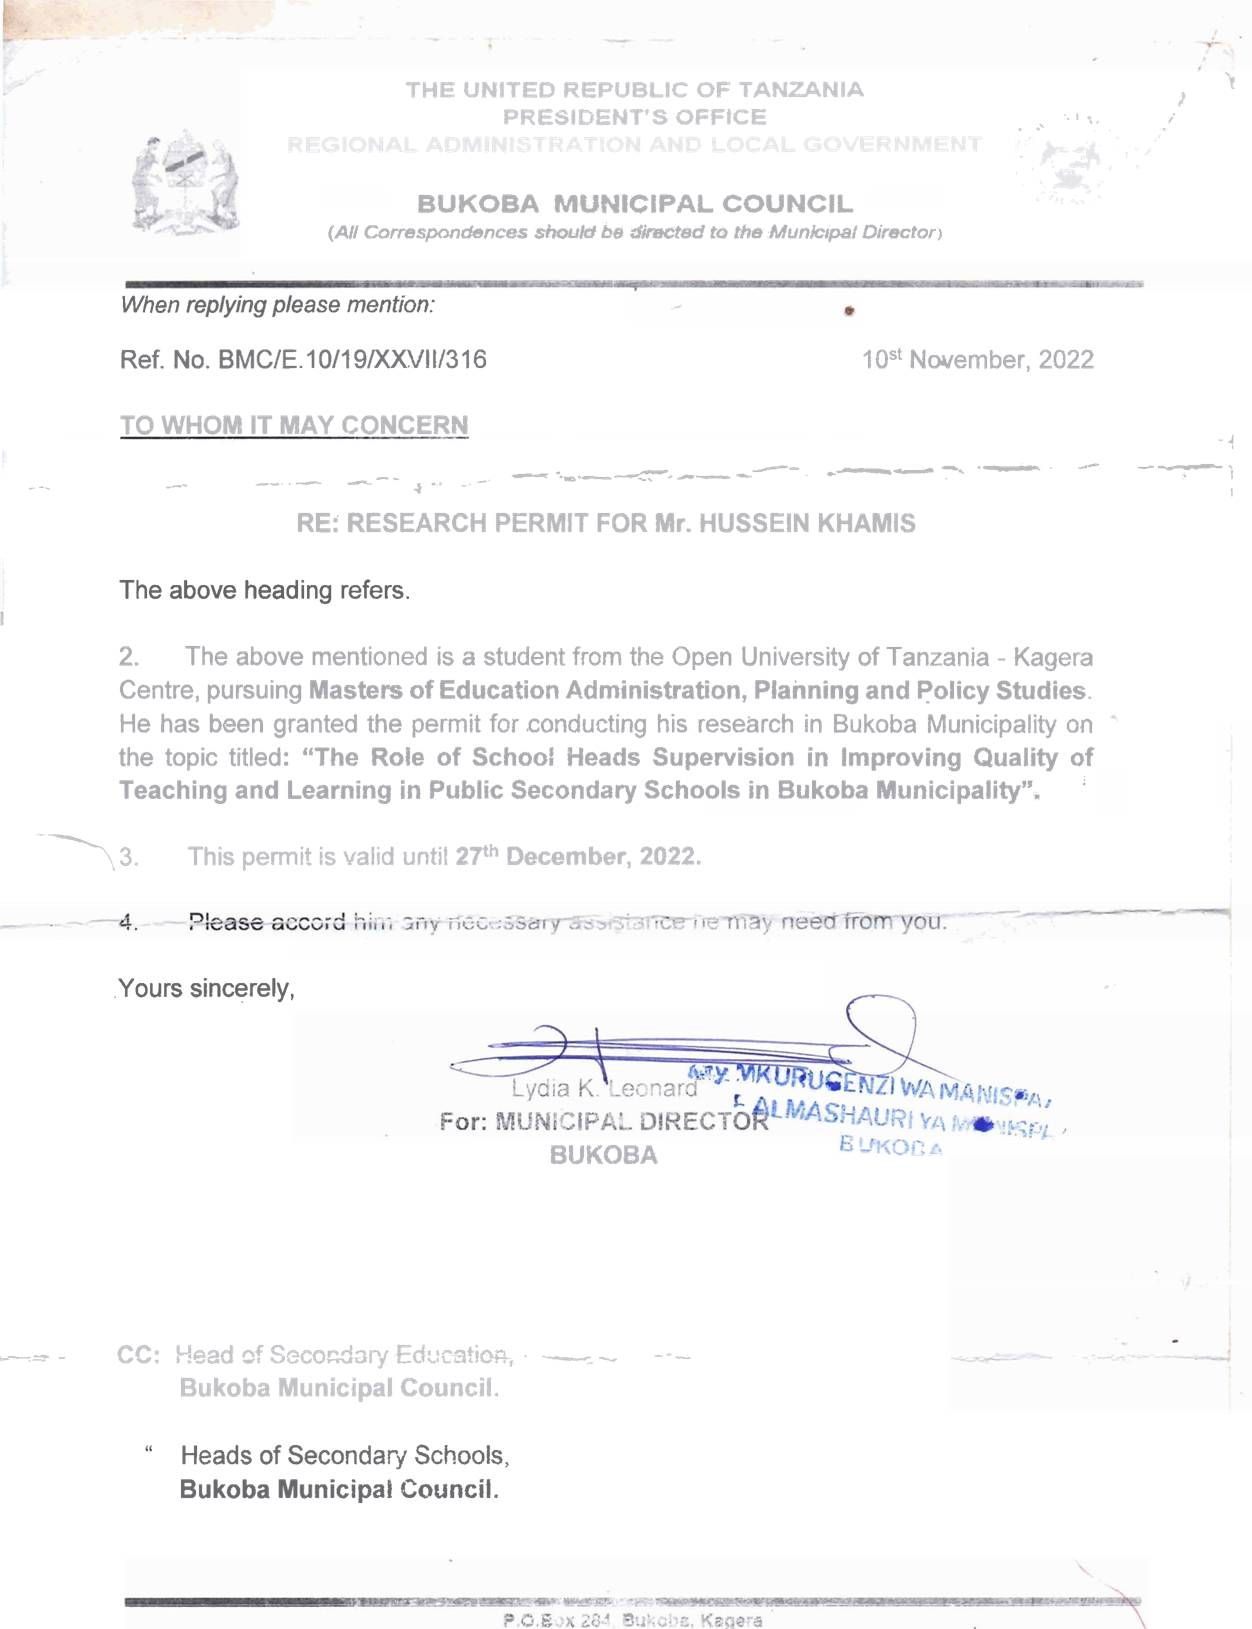 THE UNITED REPUBLIC OF TANZANIA
PRESIDENT'S OFFICE
REGIONAL ADMINISTRATION AND LOCAL GOVERNMENT
BUKOBA MUNICIPAL COUNCIL
(All Correspondences should be directed to the Municipal Director)
When replying please mention:
Ref. No. BMC/E.10/19/XXVII/316
10st November, 2022
TO WHOM IT MAY CONCERN
RE: RESEARCH PERMIT FOR Mr. HUSSEIN KHAMIS
The above heading refers.
2. The above mentioned is a student from the Open University of Tanzania - Kagera
Centre, pursuing Masters of Education Administration, Planning and Policy Studies.
He has been granted the permit for conducting his research in Bukoba Municipality on
the topic titled: “The Role of School Heads Supervision in Improving Quality of
Teaching and Learning in Public Secondary Schools in Bukoba Municipality”.
3. This permit is valid until 27th December, 2022.
4. Please accord him any necessary assistance he may need from you.
Yours sincerely,
Lydia K. Leonard
For: MUNICIPAL DIRECTOR
BUKOBA
MKURUGENZI WA MANISPAA
HALMASHAURI YA MANISPAA
BUKOBA
CC: Head of Secondary Education,
Bukoba Municipal Council.
“ Heads of Secondary Schools,
Bukoba Municipal Council.
P.O.Box 284, Bukoba, Kagera